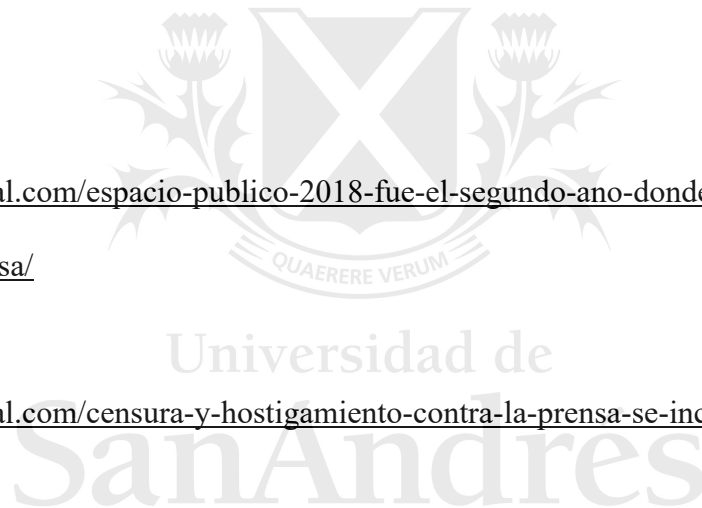 al.com/espacio-publico-2018-fue-el-segundo-ano-donde
sa/
QUAERERE VERUM
Universidad de
al.com/censura-y-hostigamiento-contra-la-prensa-se-inc
SanAndrés